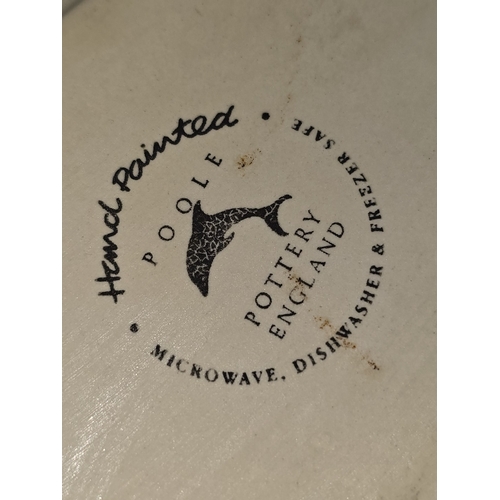 Hand Painted
POOLE
POTTERY
ENGLAND
MICROWAVE, DISHWASHER & FREEZER SAFE